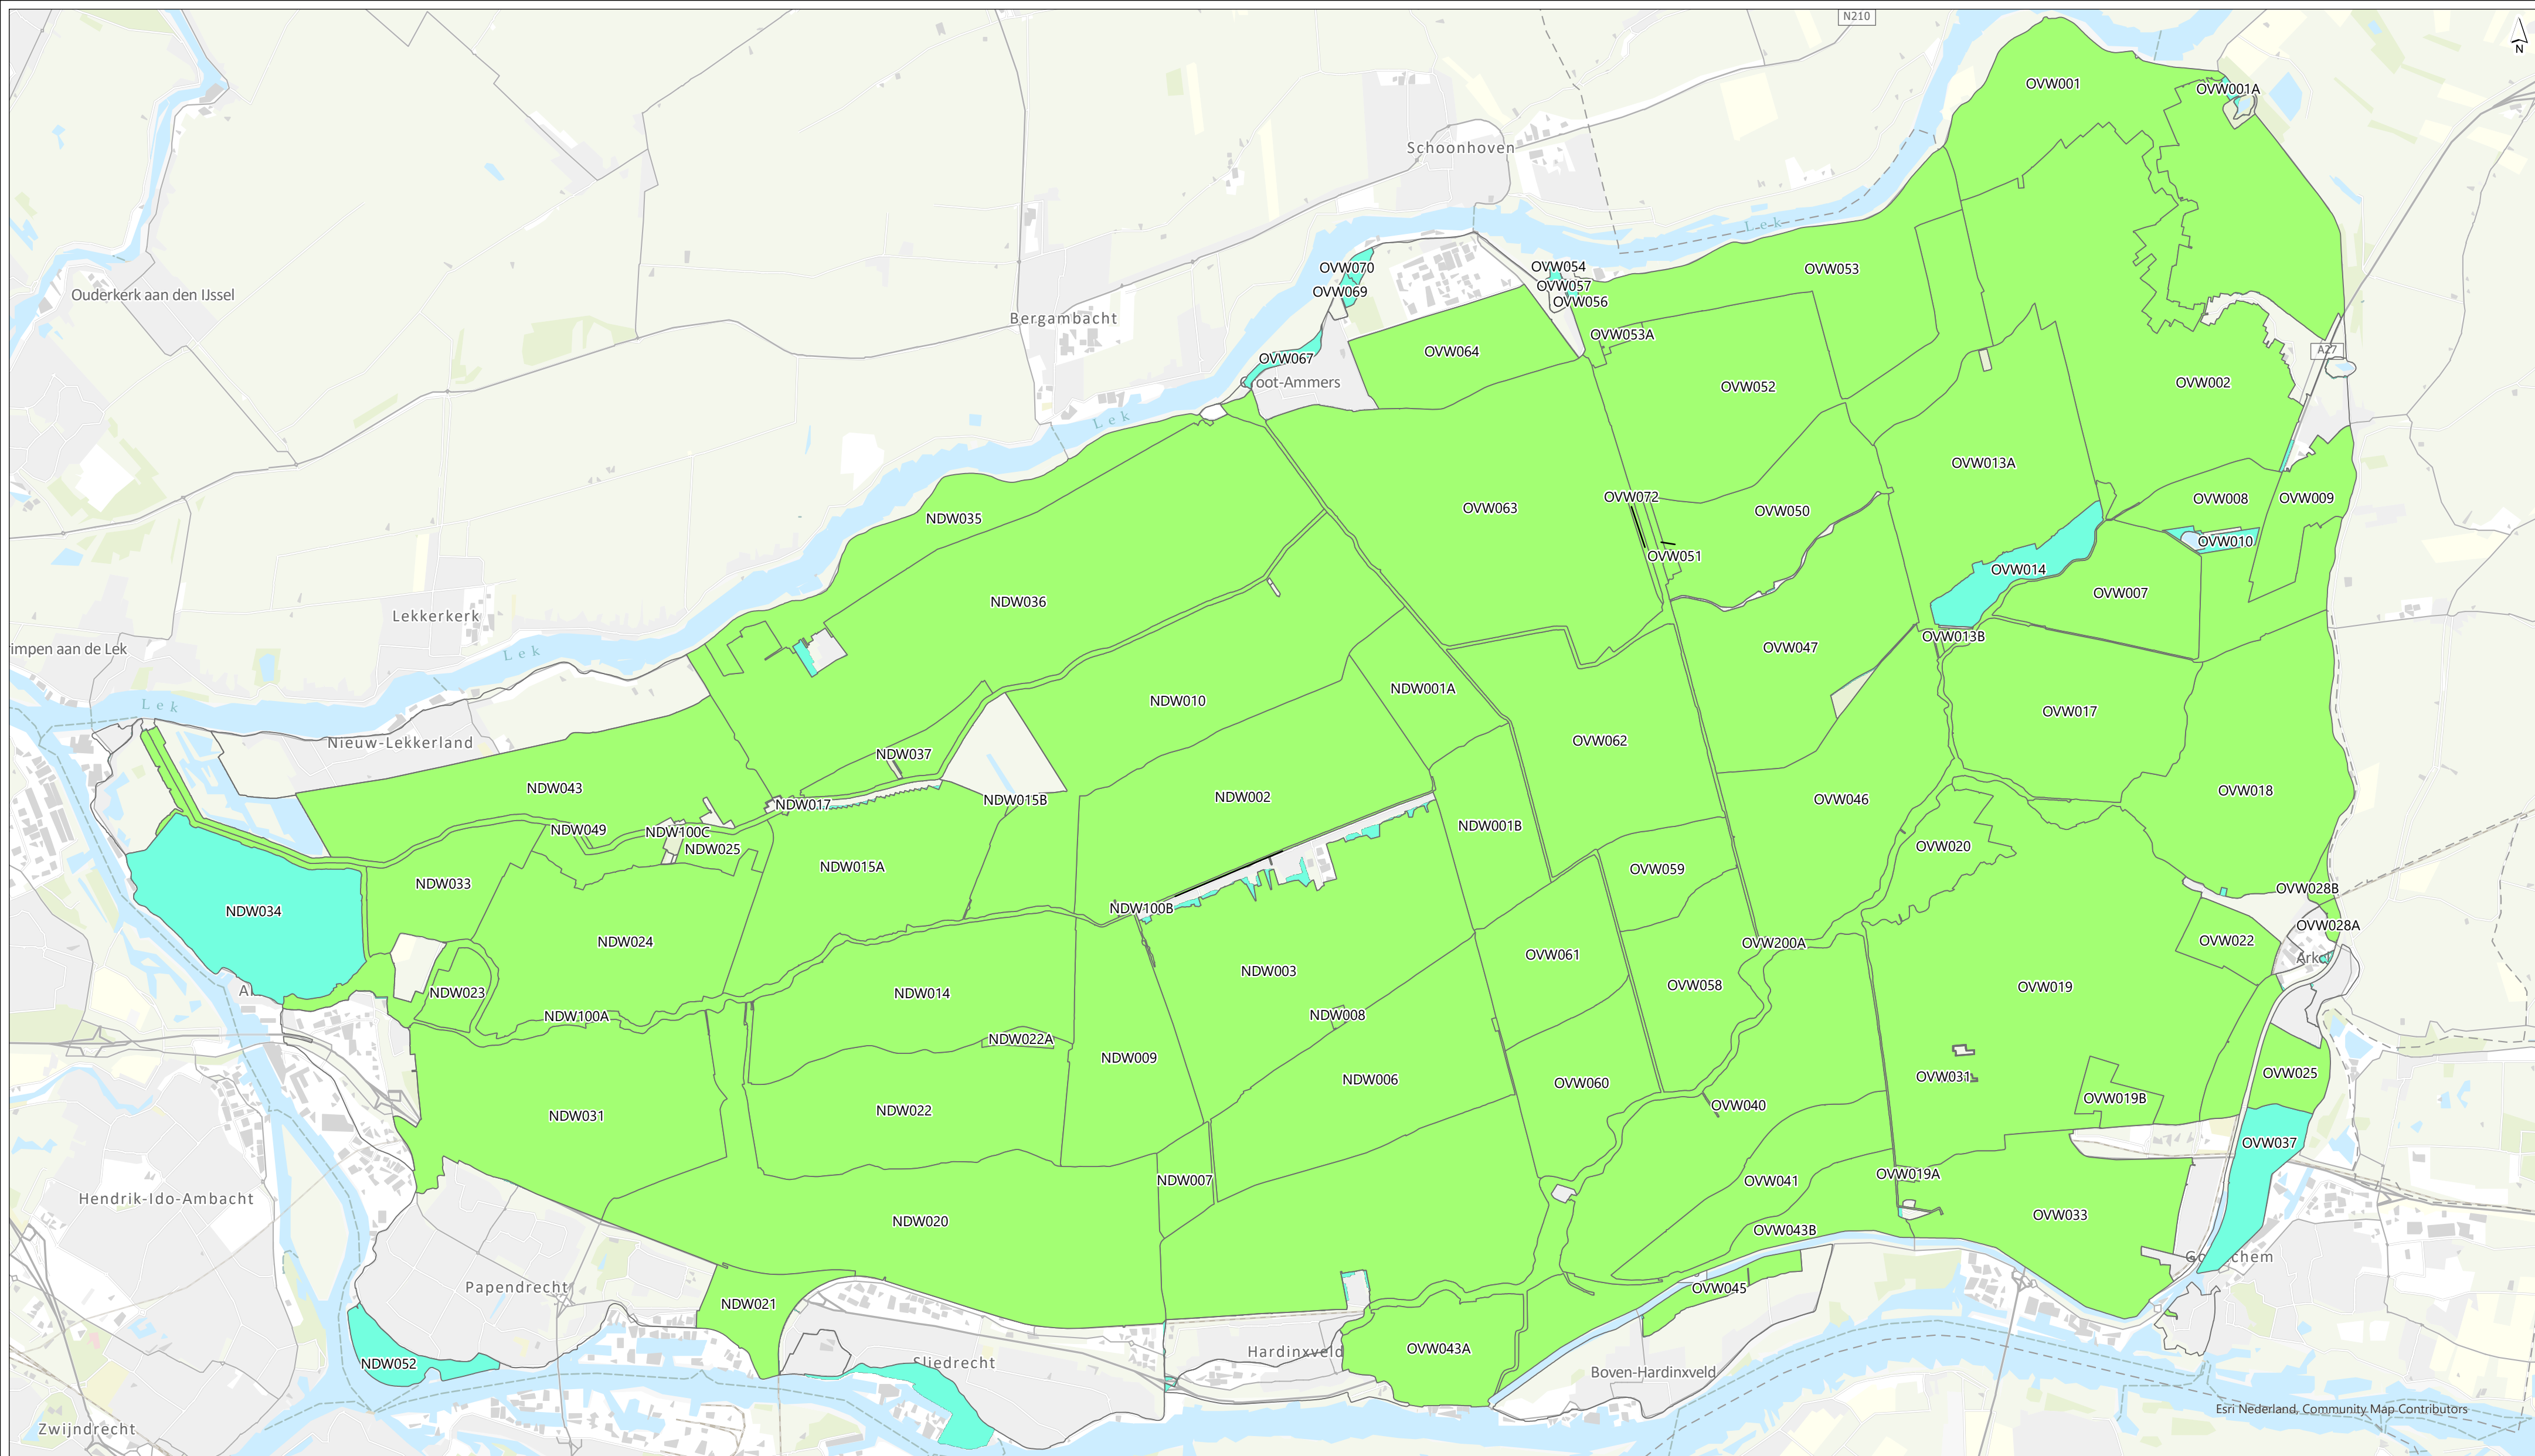 N210
N
OVW001
OVW001A
Schoonhoven
Lek
OVW070
OVW054
OVW053
OVW057
OVW069
Ouderkerk aan den IJssel
OVW056
Bergambacht
OVW053A
OVW064
A27
OVW067
Groot-Ammers
OVW052
OVW002
Lek
OVW013A
OVW072
OVW008
OVW009
OVW063
OVW050
NDW035
OVW010
OVW051
OVW014
OVW007
NDW036
Lekkerkerk
OVW013B
OVW047
rimpen aan de Lek
Lek
NDW001A
NDW010
Lek
OVW017
OVW062
Nieuw-Lekkerland
NDW037
NDW043
OVW018
NDW002
NDW015B
OVW046
NDW017
NDW001B
NDW049
NDW100C
OVW020
NDW025
NDW015A
OVW059
NDW033
OVW028B
NDW100B
NDW034
OVW028A
NDW024
OVW022
OVW200A
OVW061
Arkel
NDW003
OVW058
OVW019
NDW023
NDW014
NDW008
NDW100A
NDW022A
NDW009
OVW025
OVW031
NDW006
OVW060
OVW019B
OVW040
NDW022
NDW031
OVW037
OVW019A
NDW007
OVW041
Hendrik-Ido-Ambacht
OVW033
NDW020
OVW043B
Papendrecht
OVW045
NDW021
OVW043A
Hardinxveld
Sliedrecht
NDW052
Boven-Hardinxveld
Esri Nederland, Community Map Contributors
Zwijndrecht